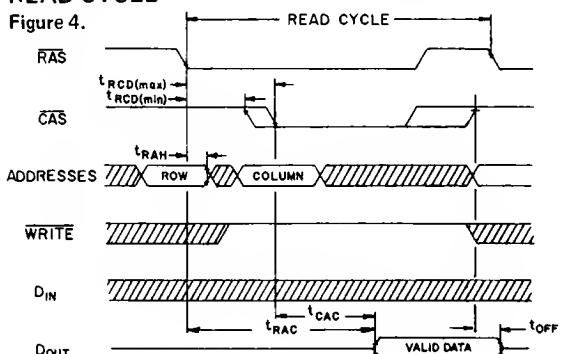 READ CYCLE
Figure 4.
READ CYCLE
RAS
tRCD(max)
tRCD(min)
CAS
tRAH
ADDRESSES
ROW
COLUMN
WRITE
DIN
tCAC
tRAC
tOFF
DOUT
VALID DATA